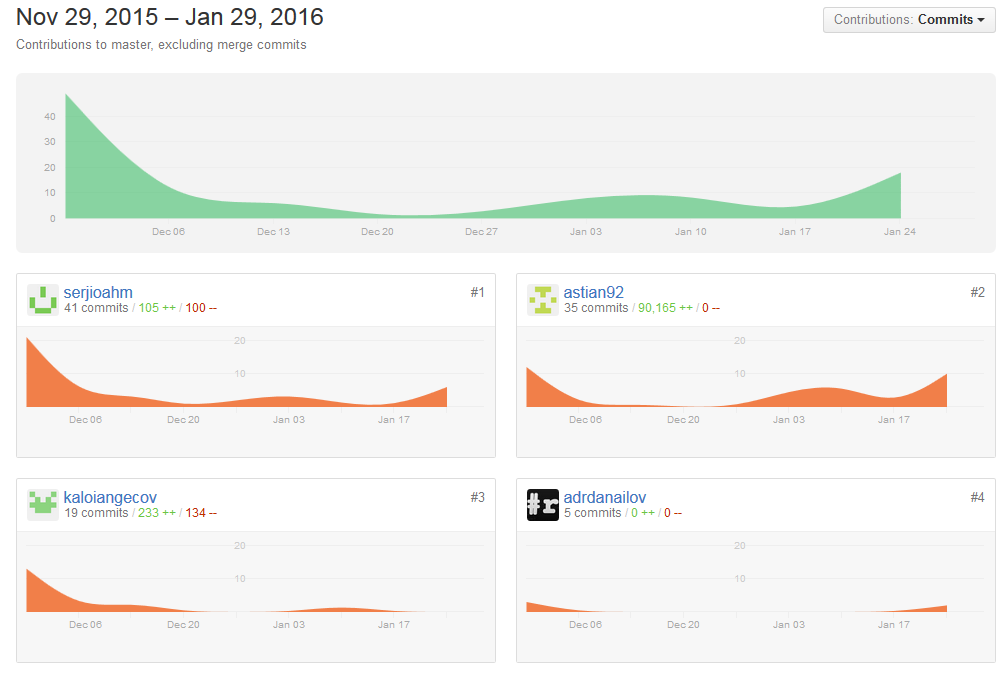 Nov 29, 2015 – Jan 29, 2016
Contributions: Commits
Contributions to master, excluding merge commits
40
30
20
10
0
Dec 06 Dec 13 Dec 20 Dec 27 Jan 03 Jan 10 Jan 17 Jan 24
serjioahm #1
41 commits / 105 ++ / 100 --
20
10
Dec 06 Dec 20 Jan 03 Jan 17
astian92 #2
35 commits / 90,165 ++ / 0 --
20
10
Dec 06 Dec 20 Jan 03 Jan 17
kaloiangecov #3
19 commits / 233 ++ / 134 --
20
10
Dec 06 Dec 20 Jan 03 Jan 17
#r
adrdanailov #4
5 commits / 0 ++ / 0 --
20
10
Dec 06 Dec 20 Jan 03 Jan 17